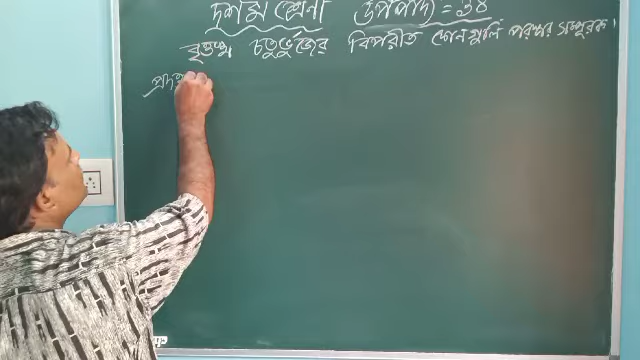 দশম শ্রেনী উপপাদ্য = ৩৪
বৃত্তস্থ চতুর্ভুজের বিপরীত কোনগুলি পরস্পর সম্পূরক।